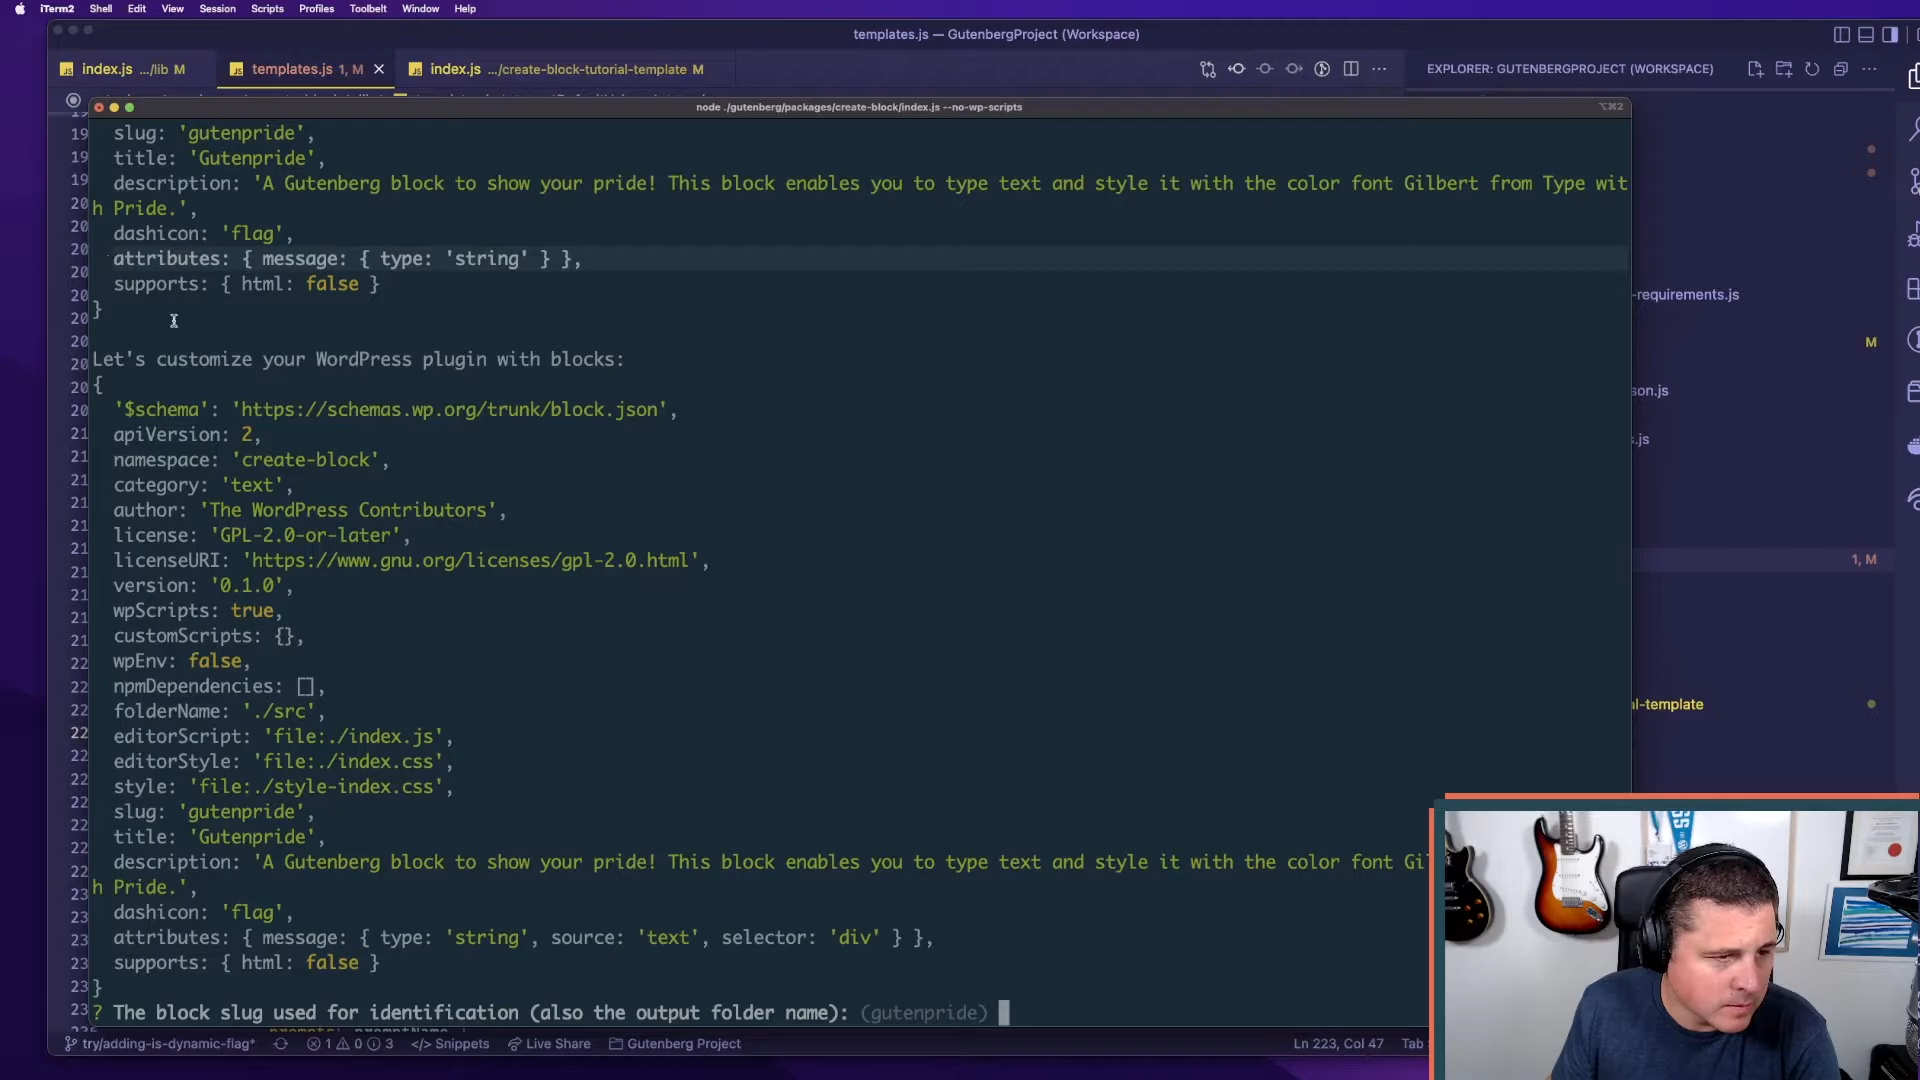 iTerm2 Shell Edit View Session Scripts Profiles Toolbelt Window Help
templates.js — GutenbergProject (Workspace)
index.js .../lib M
templates.js 1, M
index.js .../create-block-tutorial-template M
EXPLORER: GUTENBERGPROJECT (WORKSPACE)
node ./gutenberg/packages/create-block/index.js --no-wp-scripts
⌥⌘2
slug: 'gutenpride',
title: 'Gutenpride',
description: 'A Gutenberg block to show your pride! This block enables you to type text and style it with the color font Gilbert from Type wit
h Pride.',
dashicon: 'flag',
attributes: { message: { type: 'string' } },
supports: { html: false }
}
Let's customize your WordPress plugin with blocks:
{
'$schema': 'https://schemas.wp.org/trunk/block.json',
apiVersion: 2,
namespace: 'create-block',
category: 'text',
author: 'The WordPress Contributors',
license: 'GPL-2.0-or-later',
licenseURI: 'https://www.gnu.org/licenses/gpl-2.0.html',
version: '0.1.0',
wpScripts: true,
customScripts: {},
wpEnv: false,
npmDependencies: [],
folderName: './src',
editorScript: 'file:./index.js',
editorStyle: 'file:./index.css',
style: 'file:./style-index.css',
slug: 'gutenpride',
title: 'Gutenpride',
description: 'A Gutenberg block to show your pride! This block enables you to type text and style it with the color font Gil
h Pride.',
dashicon: 'flag',
attributes: { message: { type: 'string', source: 'text', selector: 'div' } },
supports: { html: false }
}
? The block slug used for identification (also the output folder name): (gutenpride)
-requirements.js
M
son.js
s.js
1, M
l-template
try/adding-is-dynamic-flag* 1 0 3 </> Snippets Live Share Gutenberg Project
Ln 223, Col 47 Tab